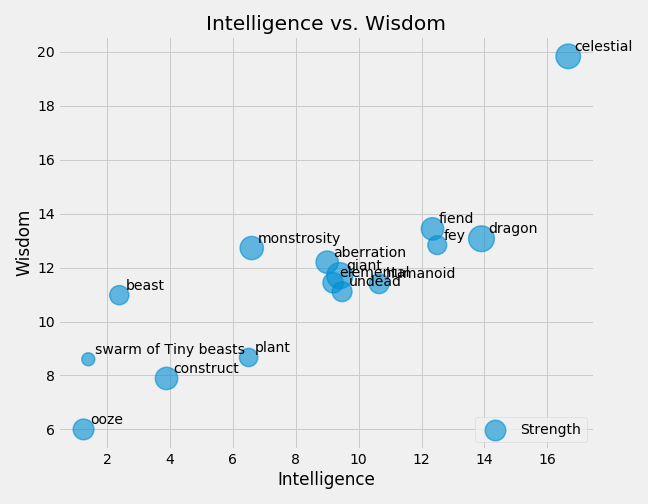 Intelligence vs. Wisdom
20
celestial
18
16
14
fiend
dragon
fey
monstrosity
aberration
12
giant
elemental
humanoid
undead
beast
Wisdom
10
swarm of Tiny beasts
plant
construct
8
ooze
6
Strength
2 4 6 8 10 12 14 16
Intelligence